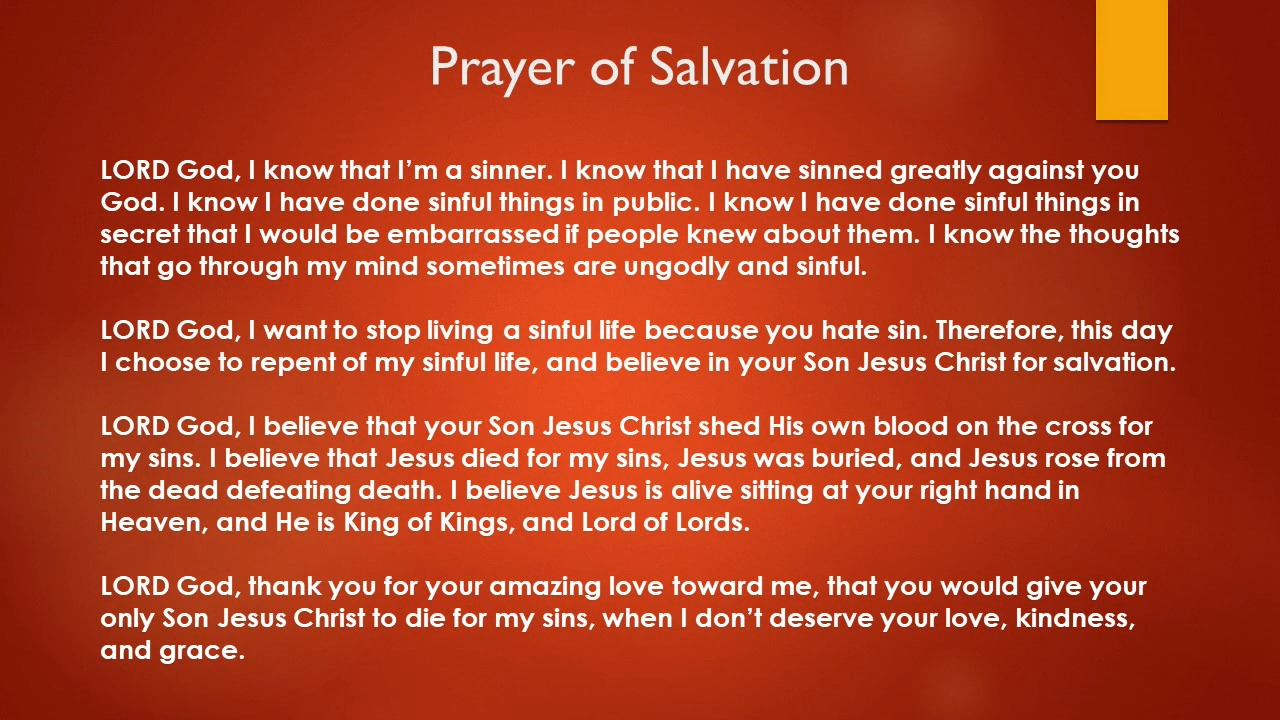 Prayer of Salvation
LORD God, I know that I’m a sinner. I know that I have sinned greatly against you
God. I know I have done sinful things in public. I know I have done sinful things in
secret that I would be embarrassed if people knew about them. I know the thoughts
that go through my mind sometimes are ungodly and sinful.
LORD God, I want to stop living a sinful life because you hate sin. Therefore, this day
I choose to repent of my sinful life, and believe in your Son Jesus Christ for salvation.
LORD God, I believe that your Son Jesus Christ shed His own blood on the cross for
my sins. I believe that Jesus died for my sins, Jesus was buried, and Jesus rose from
the dead defeating death. I believe Jesus is alive sitting at your right hand in
Heaven, and He is King of Kings, and Lord of Lords.
LORD God, thank you for your amazing love toward me, that you would give your
only Son Jesus Christ to die for my sins, when I don’t deserve your love, kindness,
and grace.